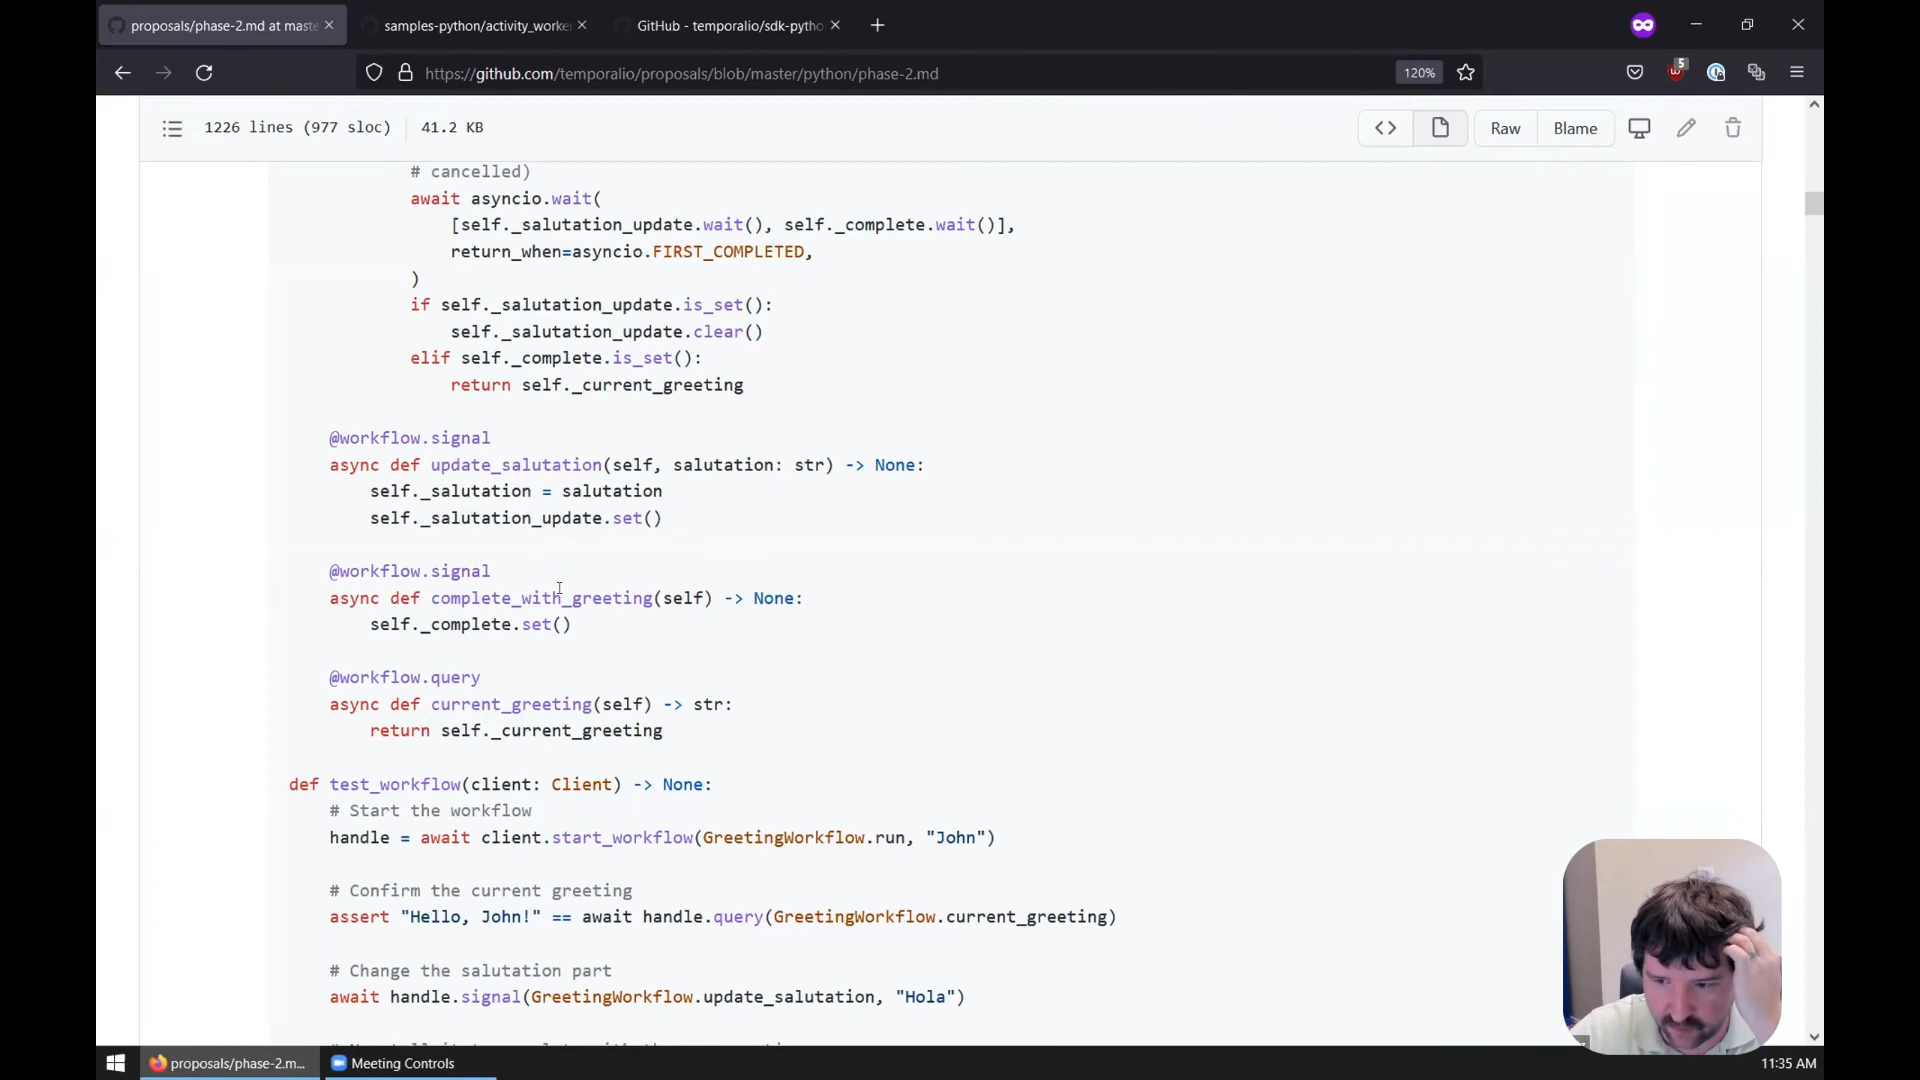 proposals/phase-2.md at maste
samples-python/activity_worke
GitHub - temporalio/sdk-pytho
https://github.com/temporalio/proposals/blob/master/python/phase-2.md
120%
5
1226 lines (977 sloc)
41.2 KB
Raw
Blame
# cancelled)
await asyncio.wait(
[self._salutation_update.wait(), self._complete.wait()],
return_when=asyncio.FIRST_COMPLETED,
)
if self._salutation_update.is_set():
self._salutation_update.clear()
elif self._complete.is_set():
return self._current_greeting
@workflow.signal
async def update_salutation(self, salutation: str) -> None:
self._salutation = salutation
self._salutation_update.set()
@workflow.signal
async def complete_with_greeting(self) -> None:
self._complete.set()
@workflow.query
async def current_greeting(self) -> str:
return self._current_greeting
def test_workflow(client: Client) -> None:
# Start the workflow
handle = await client.start_workflow(GreetingWorkflow.run, "John")
# Confirm the current greeting
assert "Hello, John!" == await handle.query(GreetingWorkflow.current_greeting)
# Change the salutation part
await handle.signal(GreetingWorkflow.update_salutation, "Hola")
proposals/phase-2.m...
Meeting Controls
11:35 AM